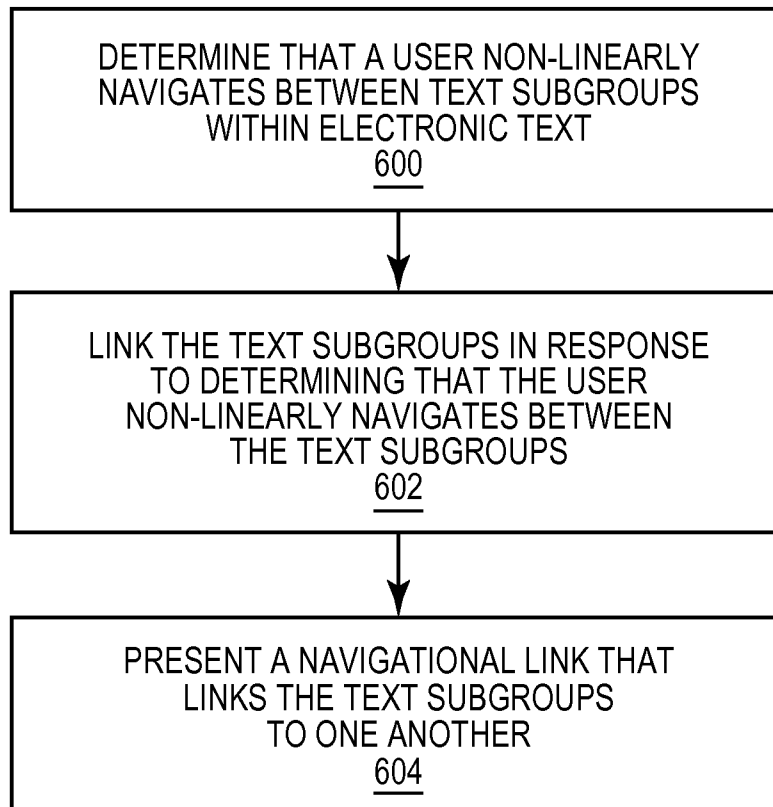 DETERMINE THAT A USER NON-LINEARLY
NAVIGATES BETWEEN TEXT SUBGROUPS
WITHIN ELECTRONIC TEXT
600
LINK THE TEXT SUBGROUPS IN RESPONSE
TO DETERMINING THAT THE USER
NON-LINEARLY NAVIGATES BETWEEN
THE TEXT SUBGROUPS
602
PRESENT A NAVIGATIONAL LINK THAT
LINKS THE TEXT SUBGROUPS
TO ONE ANOTHER
604